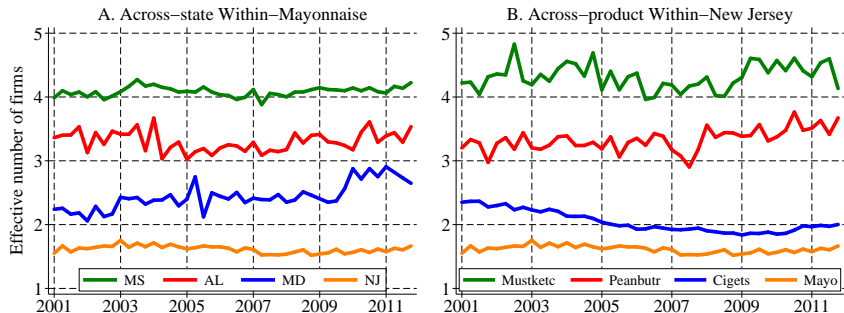 A. Across−state Within−Mayonnaise
B. Across−product Within−New Jersey
Effective number of firms
5
4
3
2
1
MS AL MD NJ
2001 2003 2005 2007 2009 2011
5
4
3
2
1
Mustketc Peanbutr Cigets Mayo
2001 2003 2005 2007 2009 2011